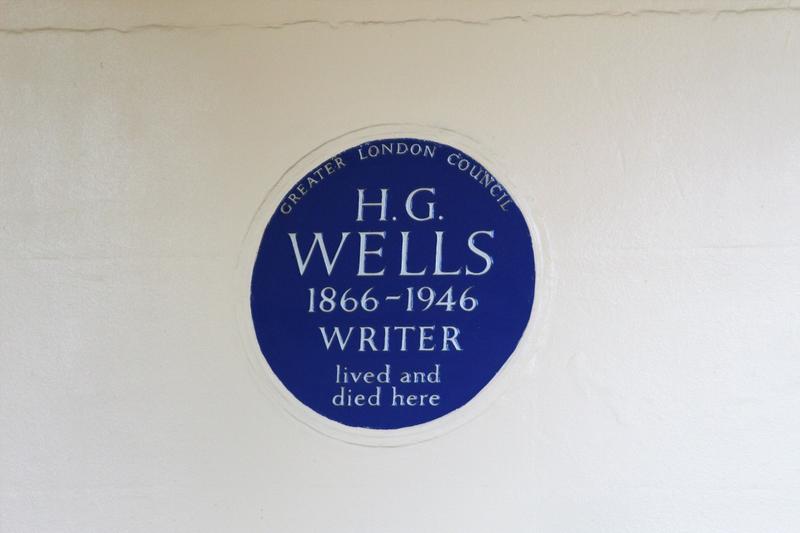 GREATER LONDON COUNCIL
H.G.
WELLS
1866-1946
WRITER
lived and
died here